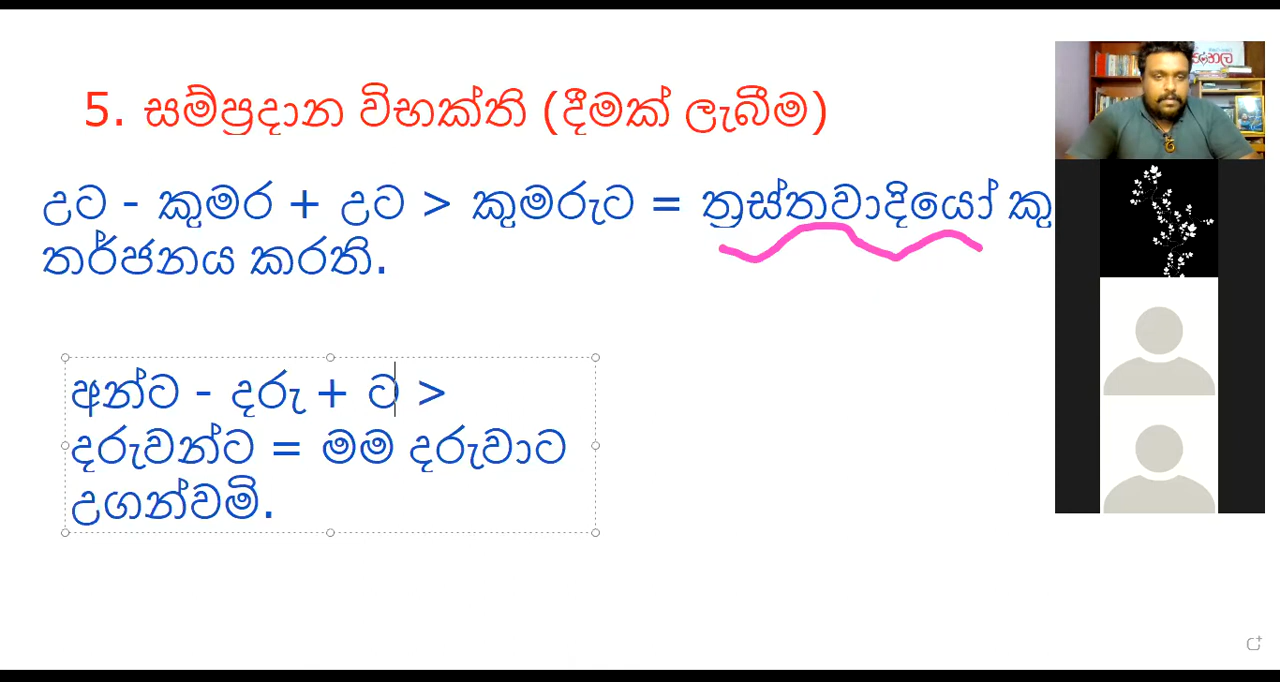 5. සම්ප්‍රදාන විභක්ති (දීමක් ලැබීම)
උට - කුමර + උට > කුමරුට = ත්‍රස්තවාදියෝ කු
තර්ජනය කරති.
අන්ට - දරු + ට >
දරුවන්ට = මම දරුවාට
උගන්වමි.